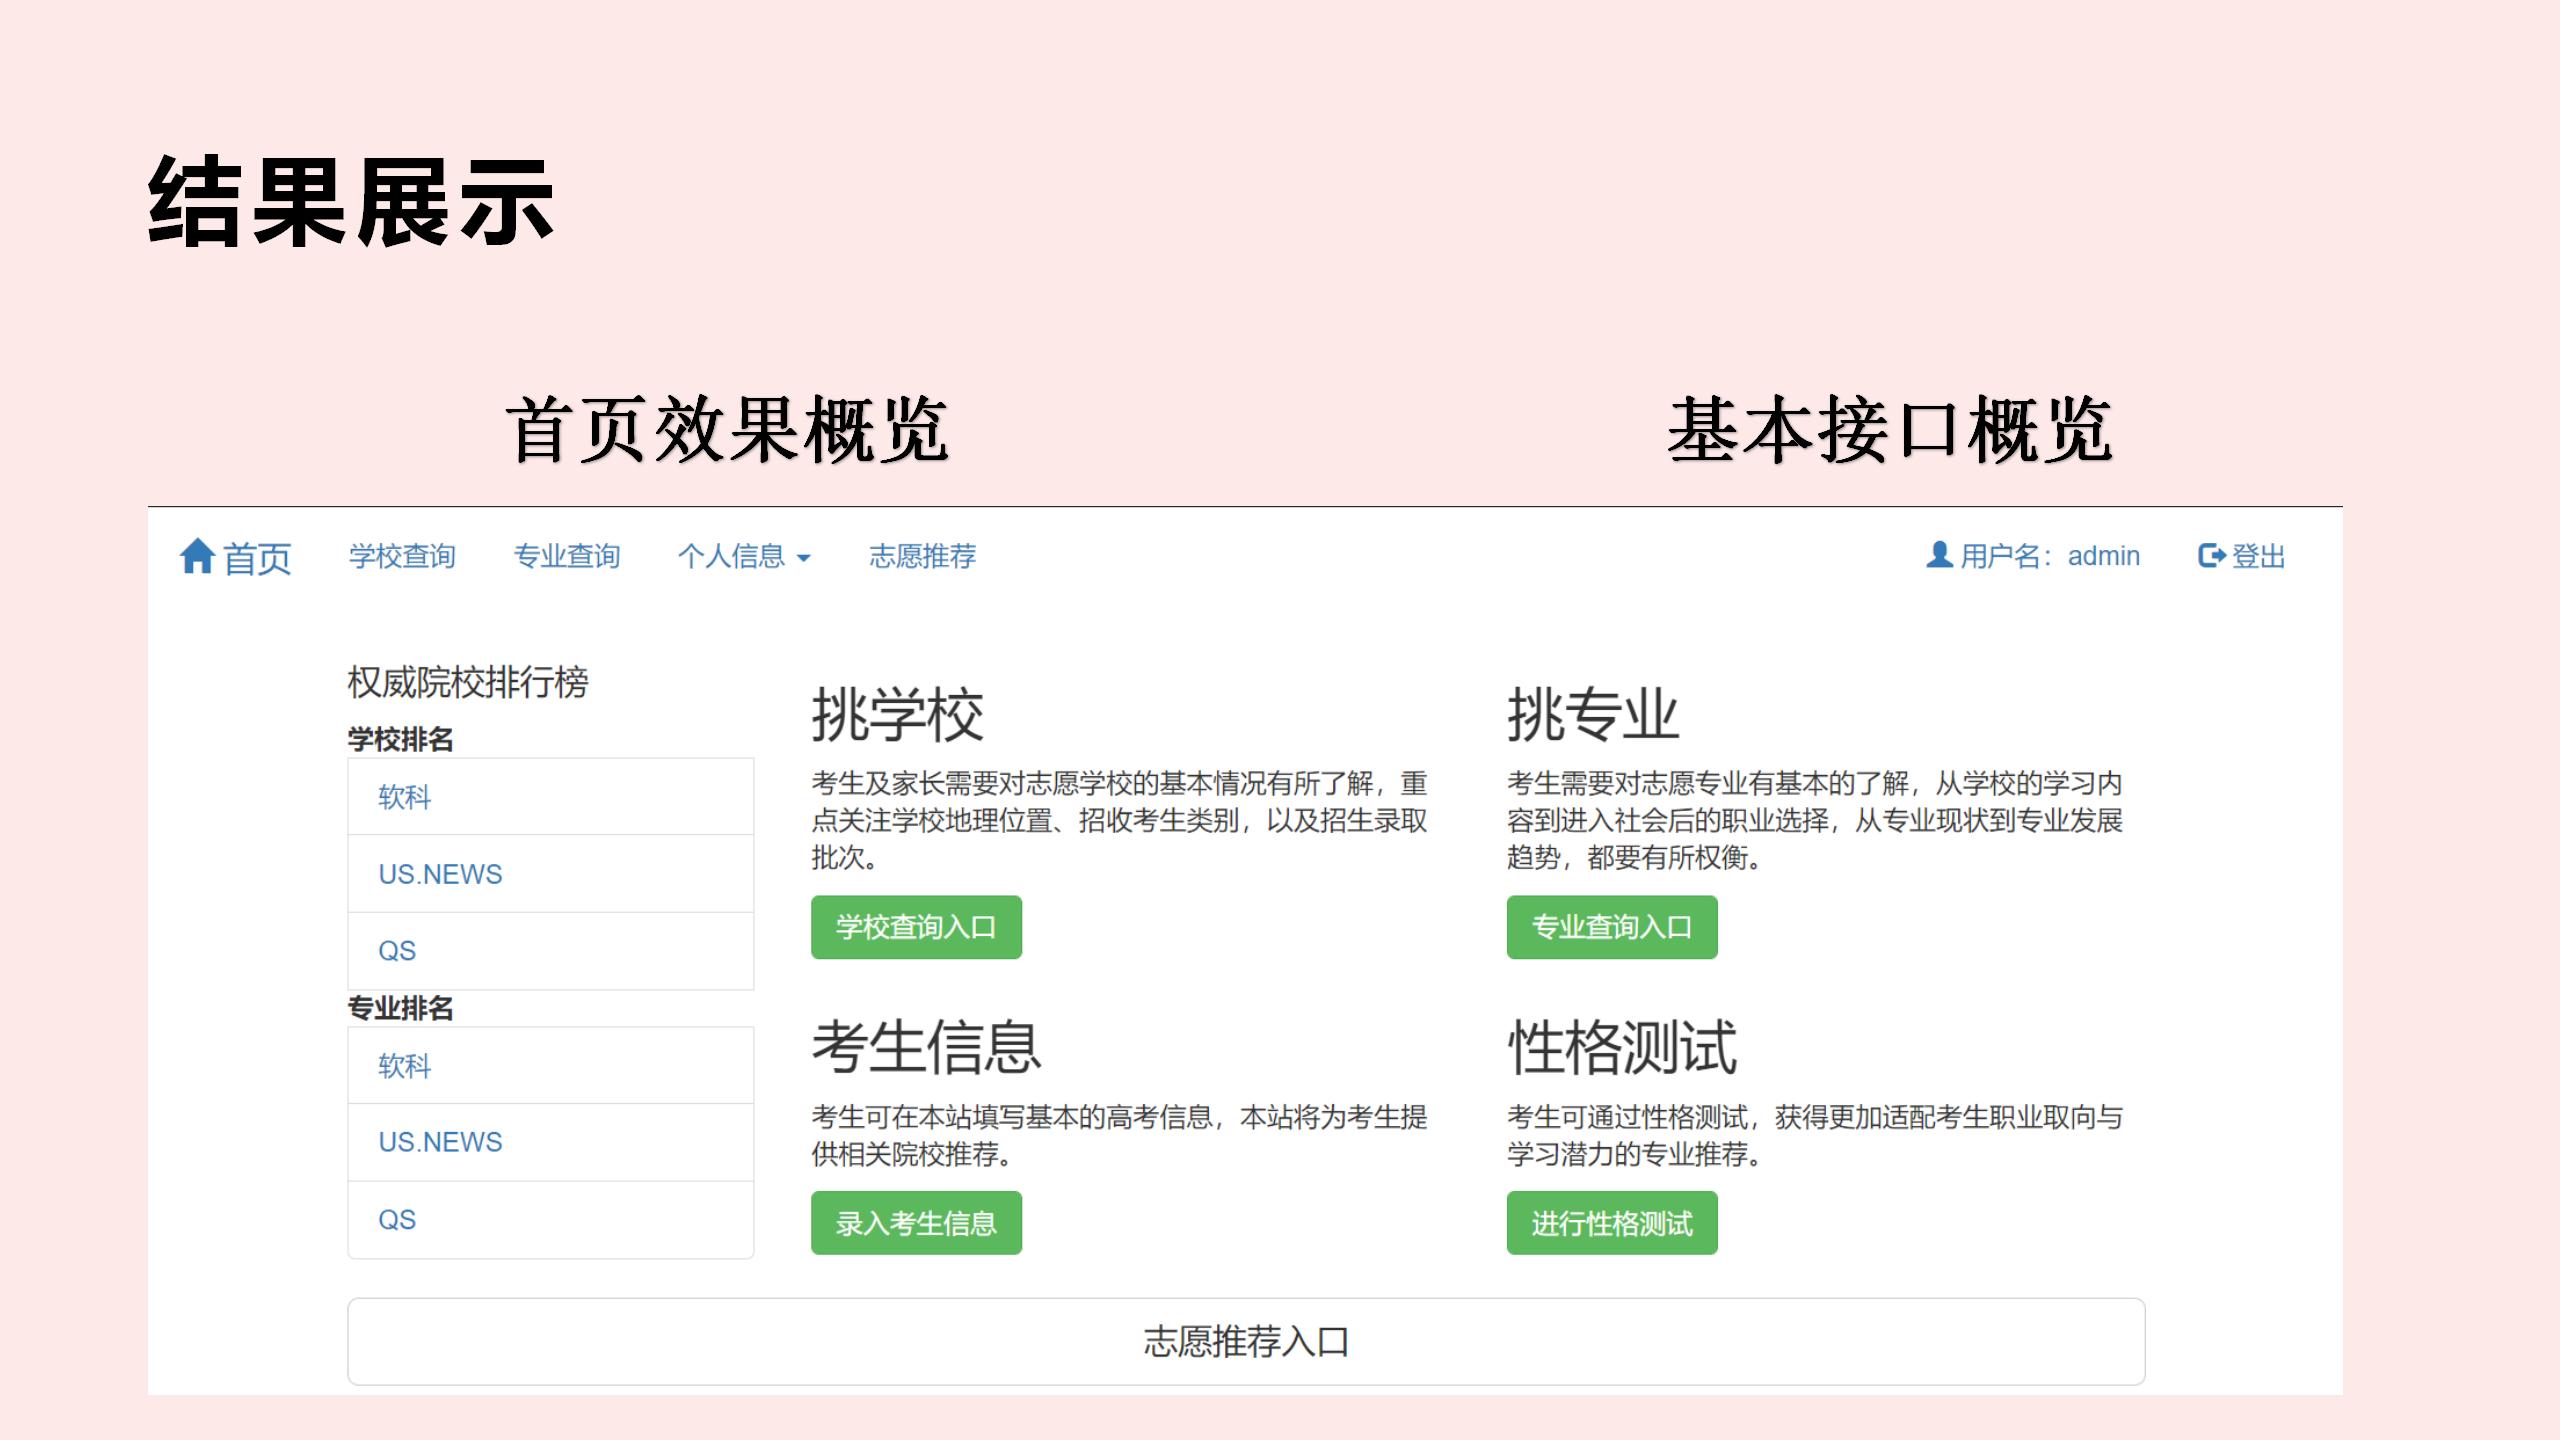 结果展示
首页效果概览
基本接口概览
首页
学校查询
专业查询
个人信息
志愿推荐
用户名：admin
登出
权威院校排行榜
学校排名
软科
US.NEWS
QS
专业排名
软科
US.NEWS
QS
挑学校
考生及家长需要对志愿学校的基本情况有所了解，重
点关注学校地理位置、招收考生类别，以及招生录取
批次。
学校查询入口
挑专业
考生需要对志愿专业有基本的了解，从学校的学习内
容到进入社会后的职业选择，从专业现状到专业发展
趋势，都要有所权衡。
专业查询入口
考生信息
考生可在本站填写基本的高考信息，本站将为考生提
供相关院校推荐。
录入考生信息
性格测试
考生可通过性格测试，获得更加适配考生职业取向与
学习潜力的专业推荐。
进行性格测试
志愿推荐入口